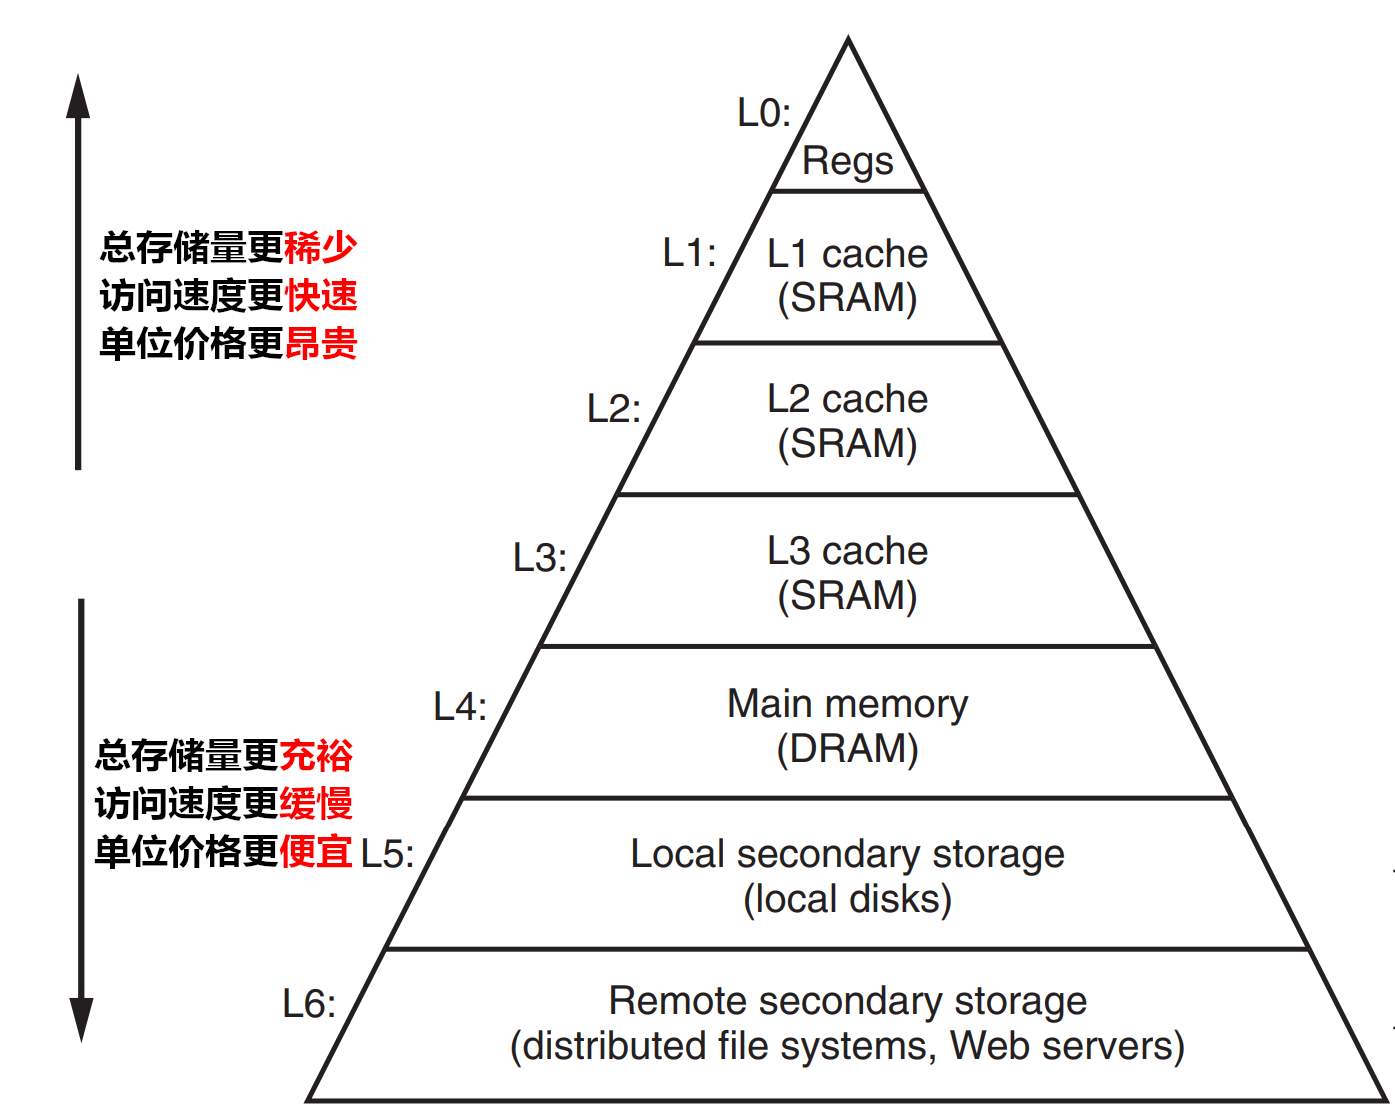 L0:
Regs
总存储量更稀少
访问速度更快速
单位价格更昂贵
L1:
L1 cache
(SRAM)
L2:
L2 cache
(SRAM)
L3:
L3 cache
(SRAM)
L4:
Main memory
(DRAM)
总存储量更充裕
访问速度更缓慢
单位价格更便宜
L5:
Local secondary storage
(local disks)
L6:
Remote secondary storage
(distributed file systems, Web servers)